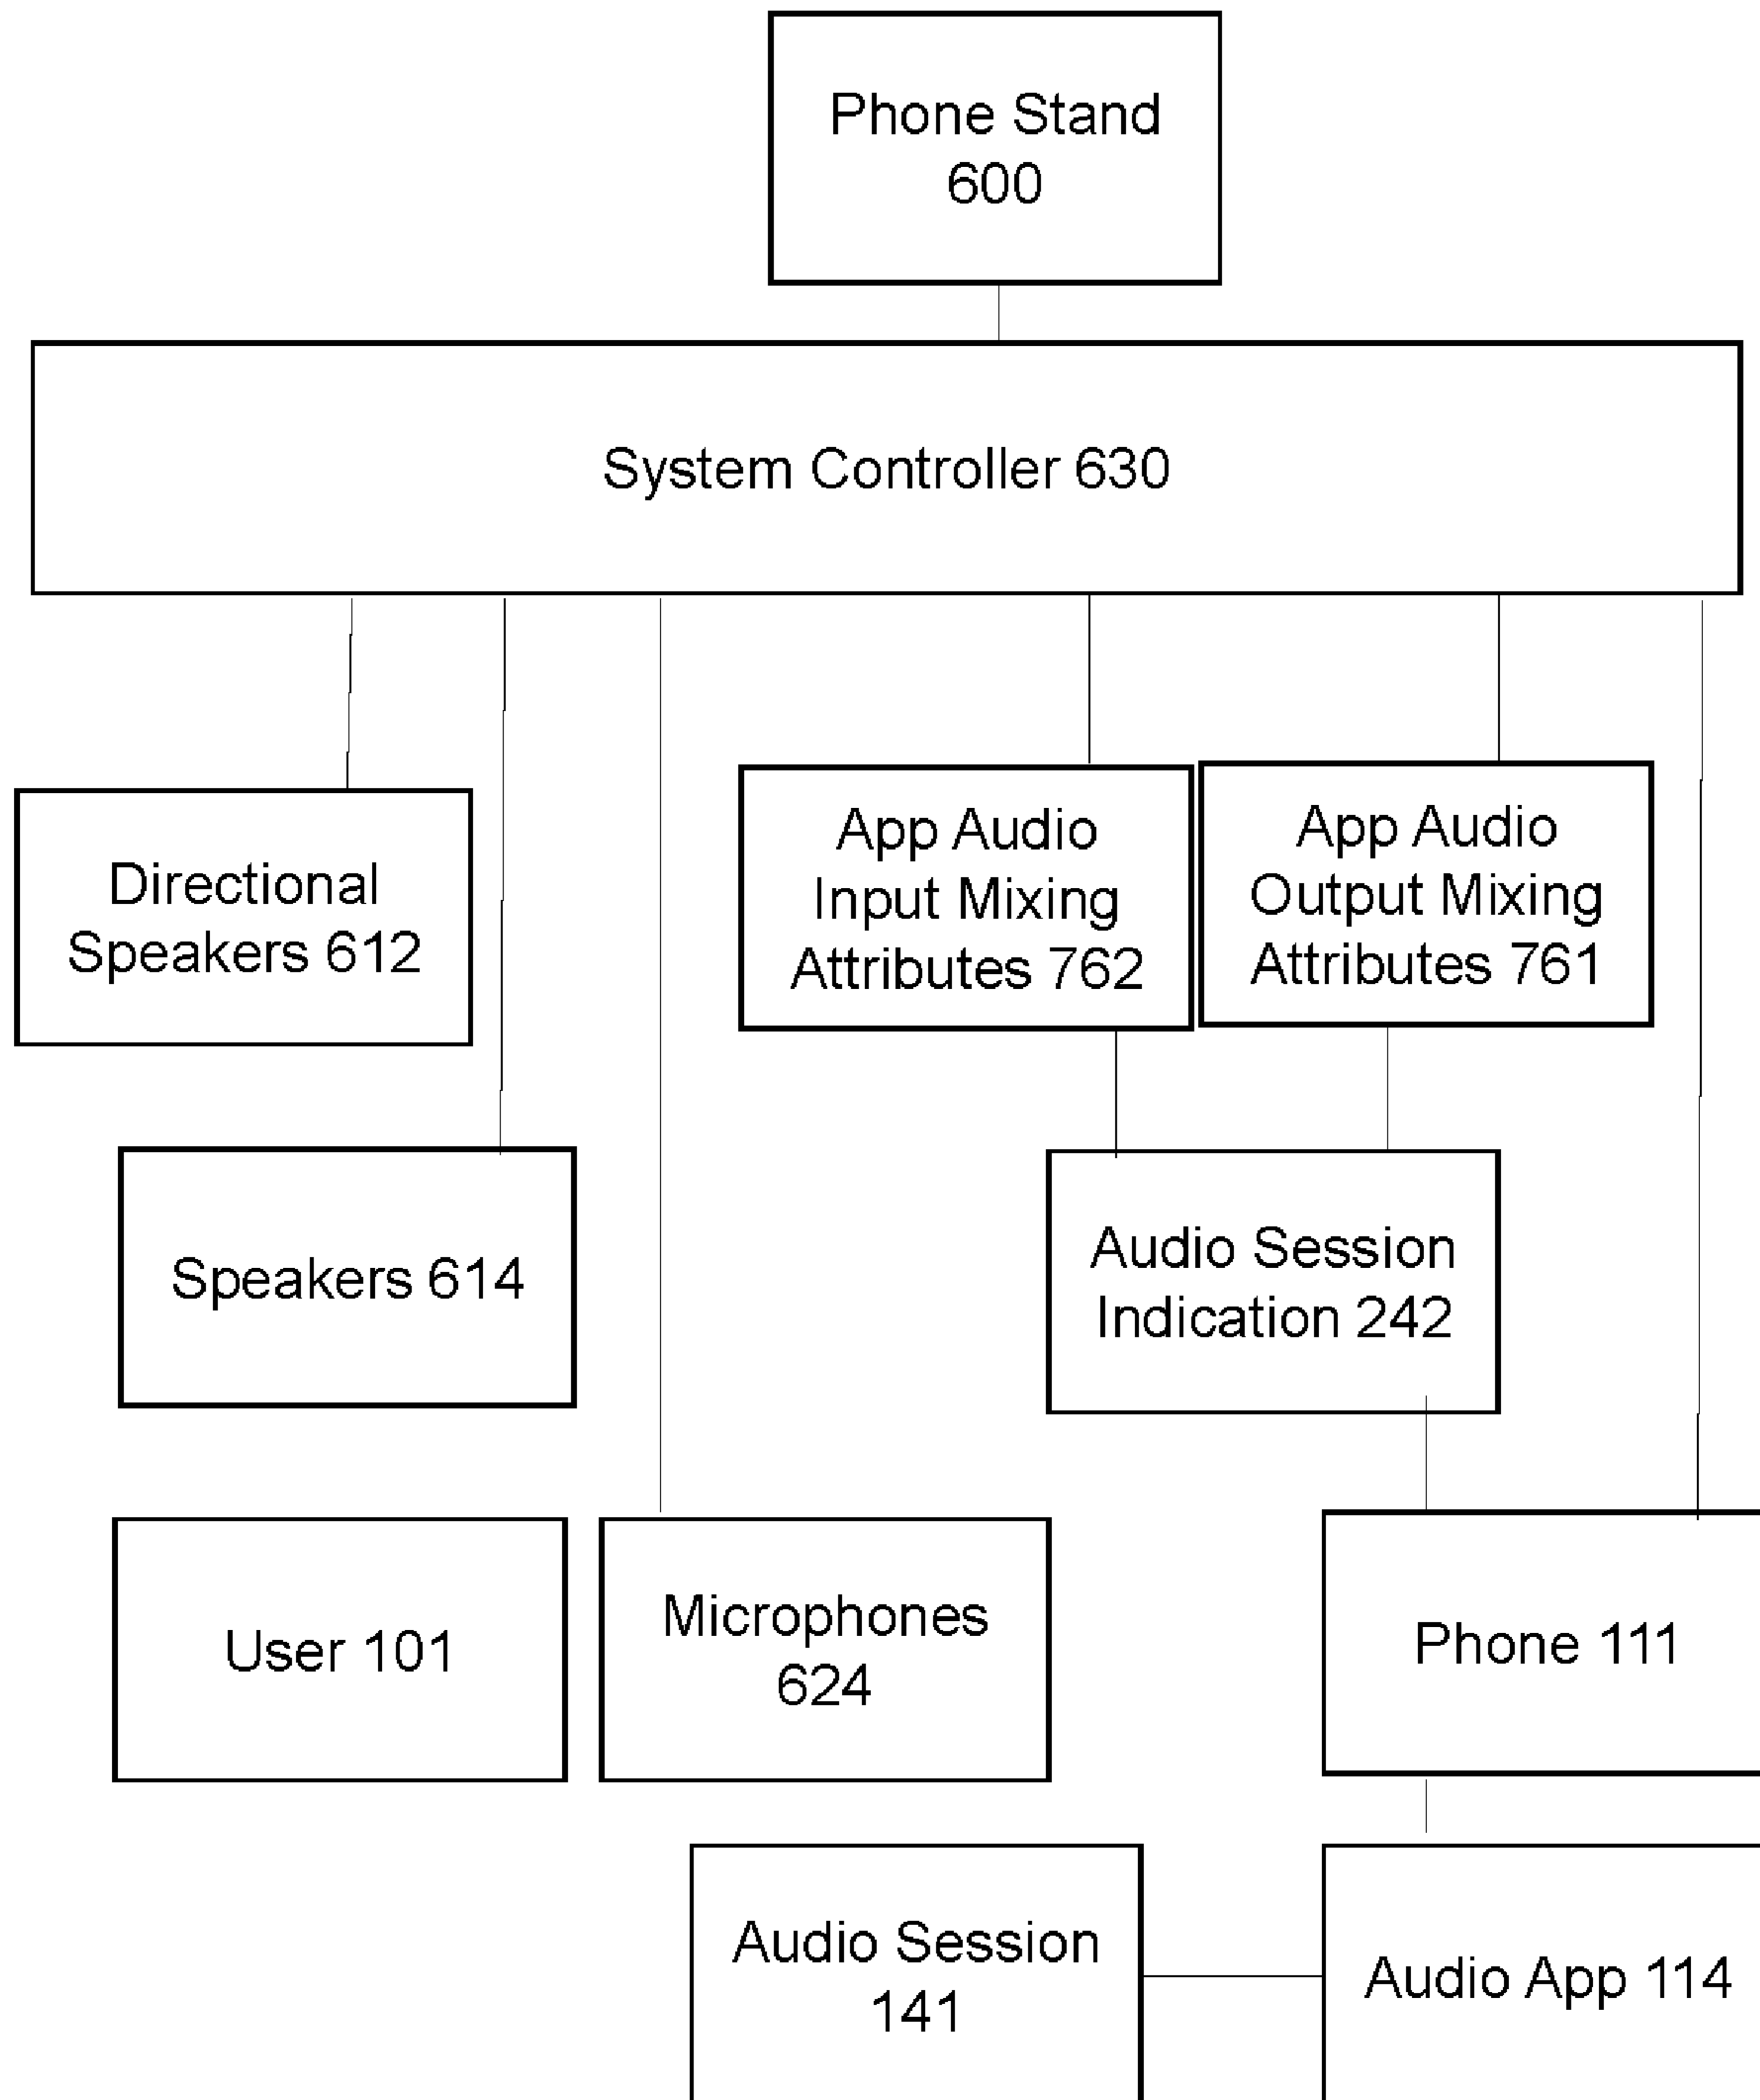 Phone Stand
600
System Controller 630
Directional
Speakers 612
App Audio
Input Mixing
Attributes 762
App Audio
Output Mixing
Attributes 761
Speakers 614
Audio Session
Indication 242
User 101
Microphones
624
Phone 111
Audio Session
141
Audio App 114